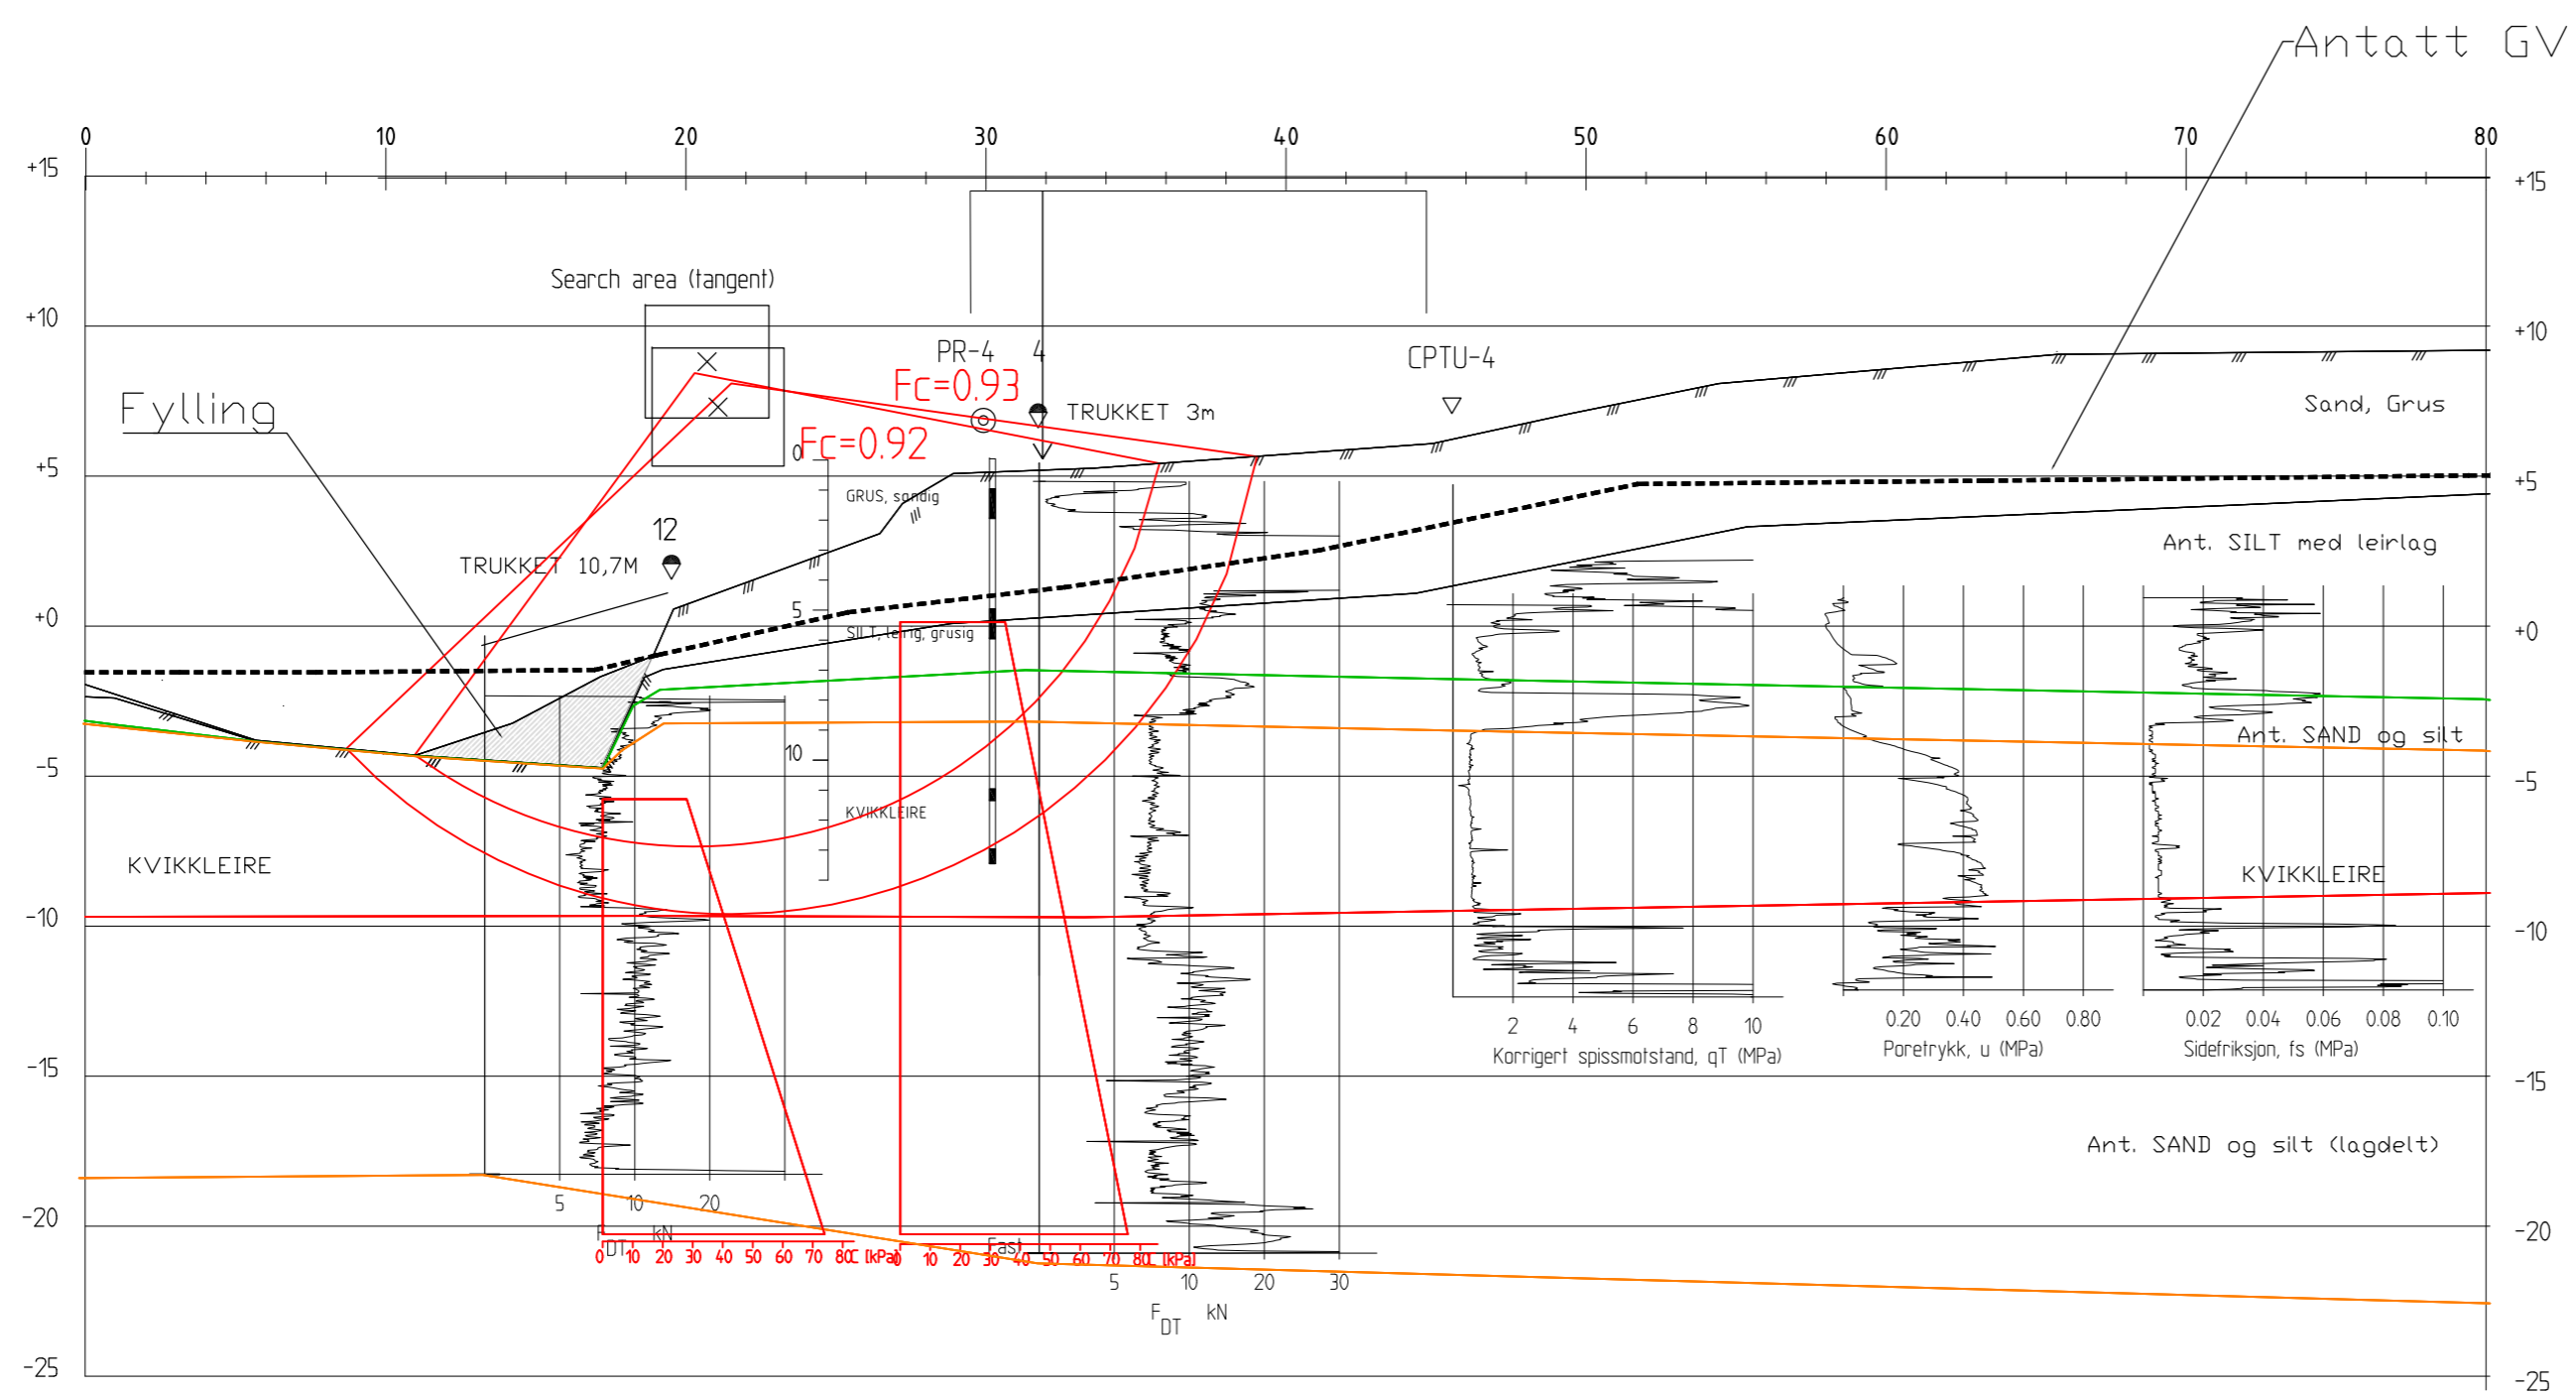 Antatt GV
0 10 20 30 40 50 60 70 80
+15 +15
Search area (tangent)
+10 +10
PR-4 4 CPTU-4
Fc=0.93
Fylling
TRUKKET 3m
Sand, Grus
Fc=0.92
0
+5 +5
GRUS, sandig
12
TRUKKET 10,7M
Ant. SILT med leirlag
5
+0 +0
SILT, leirig, grusig
Ant. SAND og silt
10
-5 -5
KVIKKLEIRE
KVIKKLEIRE
KVIKKLEIRE
-10 -10
2 4 6 8 10
0.20 0.40 0.60 0.80
0.02 0.04 0.06 0.08 0.10
Korrigert spissmotstand, qT (MPa)
Poretrykk, u (MPa)
Sidefriksjon, fs (MPa)
-15 -15
Ant. SAND og silt (lagdelt)
5 10 20
-20 -20
FDT kN
Fast
0 10 20 30 40 50 60 70 80 C (kPa)
0 10 20 30 40 50 60 70 80 C (kPa)
5 10 20 30
FDT kN
-25 -25